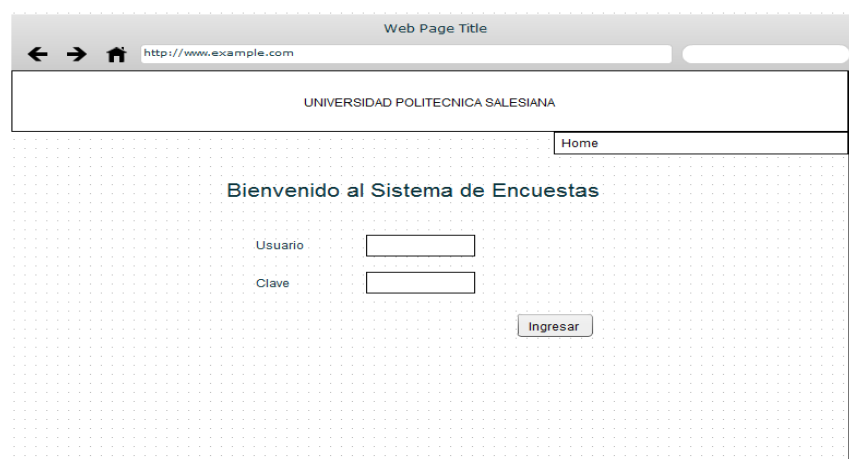 Web Page Title
http://www.example.com
UNIVERSIDAD POLITECNICA SALESIANA
Home
Bienvenido al Sistema de Encuestas
Usuario
Clave
Ingresar